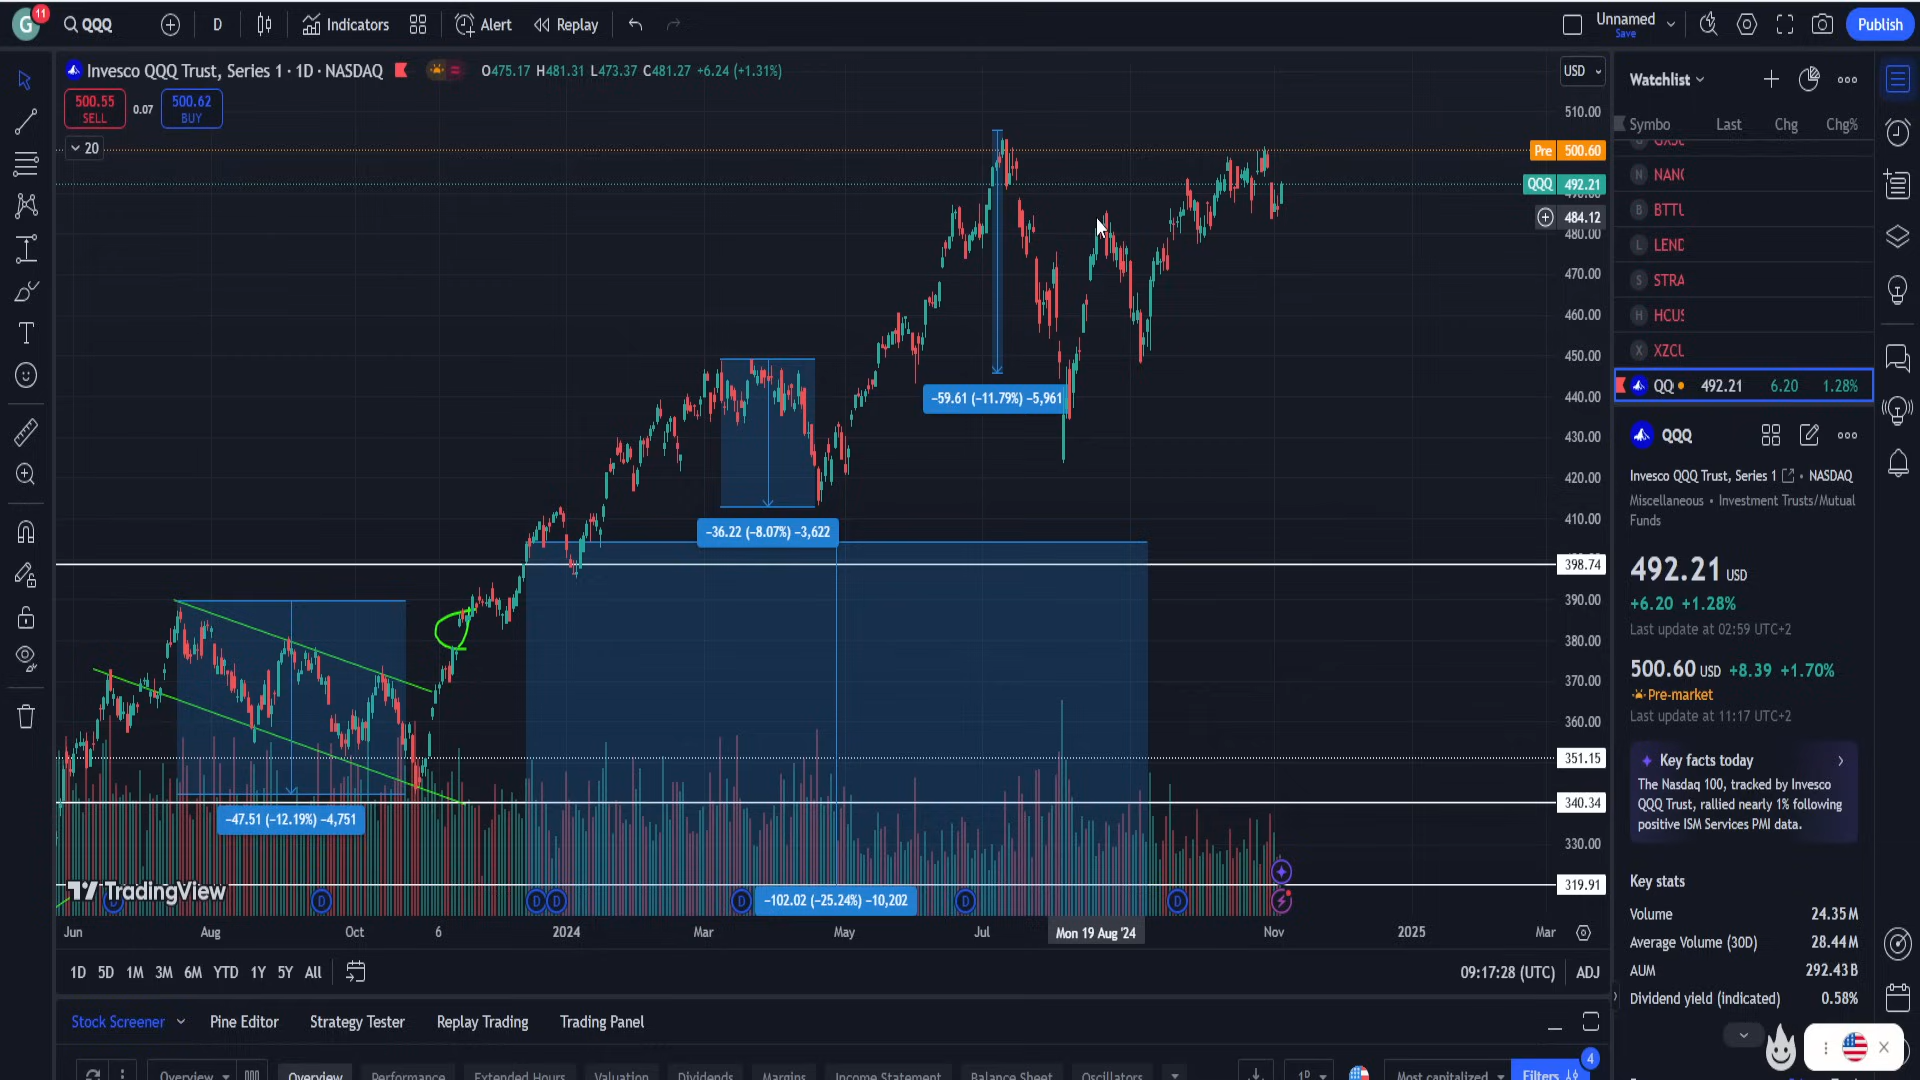 G 11 QQQ D Indicators Alert Replay Unnamed Save Publish
Invesco QQQ Trust, Series 1 · 1D · NASDAQ O475.17 H481.31 L473.37 C481.27 +6.24 (+1.31%) USD
500.55 SELL 0.07 500.62 BUY
20
510.00
Pre 500.60
QQQ 492.21
484.12
480.00
470.00
460.00
450.00
440.00
430.00
420.00
410.00
398.74
390.00
380.00
370.00
360.00
351.15
340.34
330.00
319.91
−59.61 (−11.79%) −5,961
−36.22 (−8.07%) −3,622
−47.51 (−12.19%) −4,751
−102.02 (−25.24%) −10,202
TradingView
D D D D D D D
Jun Aug Oct 6 2024 Mar May Jul Mon 19 Aug '24 Nov 2025 Mar
1D 5D 1M 3M 6M YTD 1Y 5Y All 09:17:28 (UTC) ADJ
Stock Screener Pine Editor Strategy Tester Replay Trading Trading Panel
Overview Overview Performance Extended Hours Valuation Dividends Margins Income Statement Balance Sheet Oscillators Most capitalized Filters 4
Watchlist
Symbo Last Chg Chg%
N NANC
B BTTU
L LEND
S STRA
H HCUS
X XZCU
QQ 492.21 6.20 1.28%
QQQ
Invesco QQQ Trust, Series 1 • NASDAQ
Miscellaneous • Investment Trusts/Mutual
Funds
492.21 USD
+6.20 +1.28%
Last update at 02:59 UTC+2
500.60 USD +8.39 +1.70%
Pre-market
Last update at 11:17 UTC+2
Key facts today
The Nasdaq 100, tracked by Invesco
QQQ Trust, rallied nearly 1% following
positive ISM Services PMI data.
Key stats
Volume 24.35M
Average Volume (30D) 28.44M
AUM 292.43B
Dividend yield (indicated) 0.58%